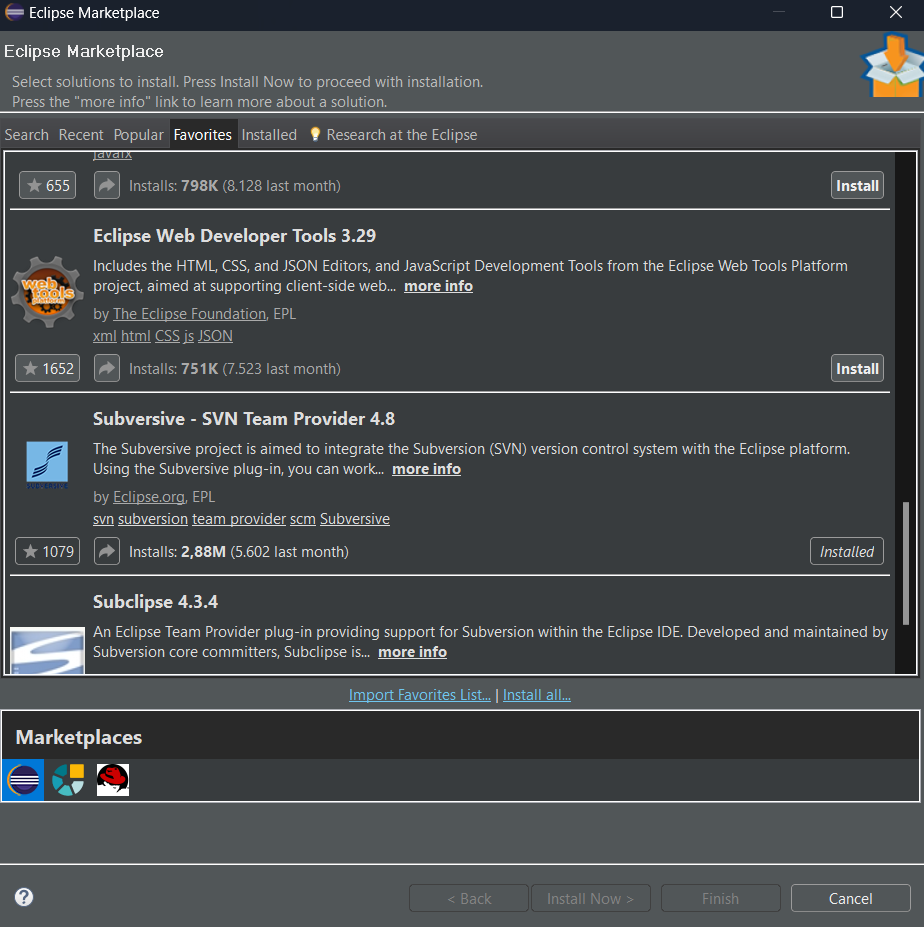 Eclipse Marketplace
Eclipse Marketplace
Select solutions to install. Press Install Now to proceed with installation.
Press the "more info" link to learn more about a solution.
Search Recent Popular Favorites Installed Research at the Eclipse
javafx
655 Installs: 798K (8.128 last month) Install
Eclipse Web Developer Tools 3.29
Includes the HTML, CSS, and JSON Editors, and JavaScript Development Tools from the Eclipse Web Tools Platform
project, aimed at supporting client-side web... more info
web
tools
platform
by The Eclipse Foundation, EPL
xml html CSS js JSON
1652 Installs: 751K (7.523 last month) Install
Subversive - SVN Team Provider 4.8
The Subversive project is aimed to integrate the Subversion (SVN) version control system with the Eclipse platform.
Using the Subversive plug-in, you can work... more info
by Eclipse.org, EPL
svn subversion team provider scm Subversive
1079 Installs: 2,88M (5.602 last month) Installed
Subclipse 4.3.4
An Eclipse Team Provider plug-in providing support for Subversion within the Eclipse IDE. Developed and maintained by
Subversion core committers, Subclipse is... more info
Import Favorites List... | Install all...
Marketplaces
< Back Install Now > Finish Cancel